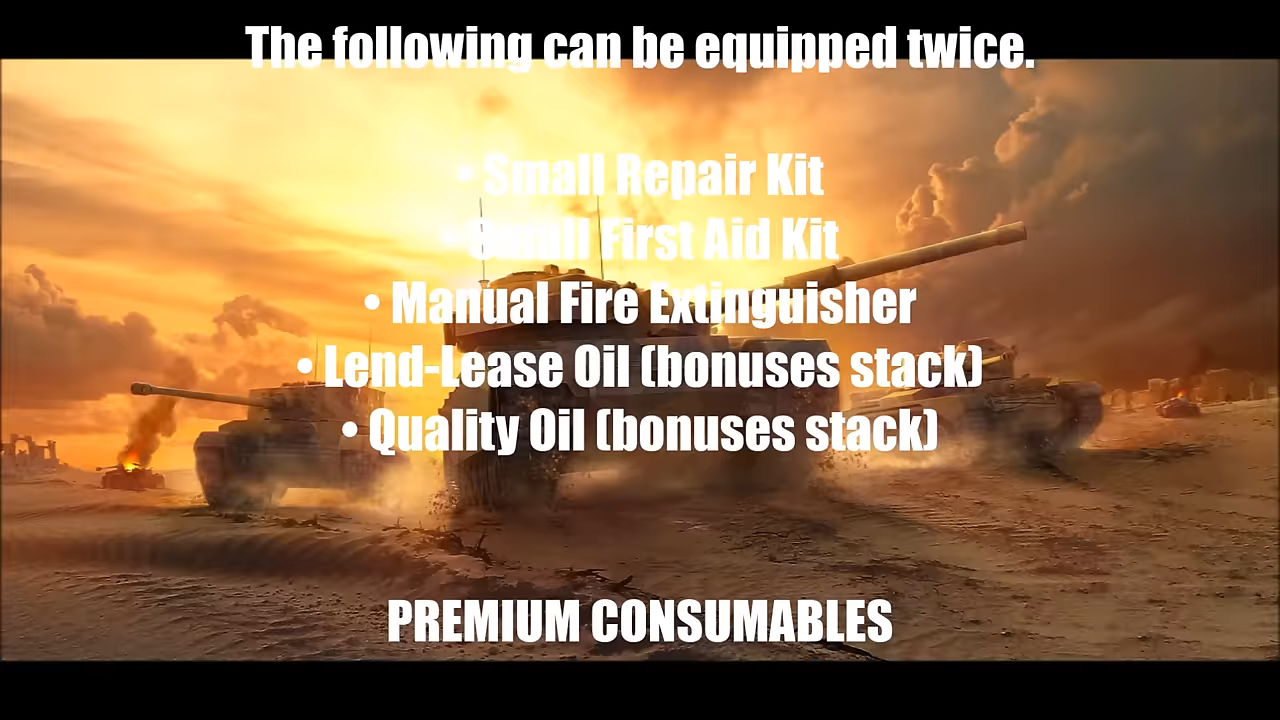 The following can be equipped twice.
• Small Repair Kit
• Small First Aid Kit
• Manual Fire Extinguisher
• Lend-Lease Oil (bonuses stack)
• Quality Oil (bonuses stack)
PREMIUM CONSUMABLES